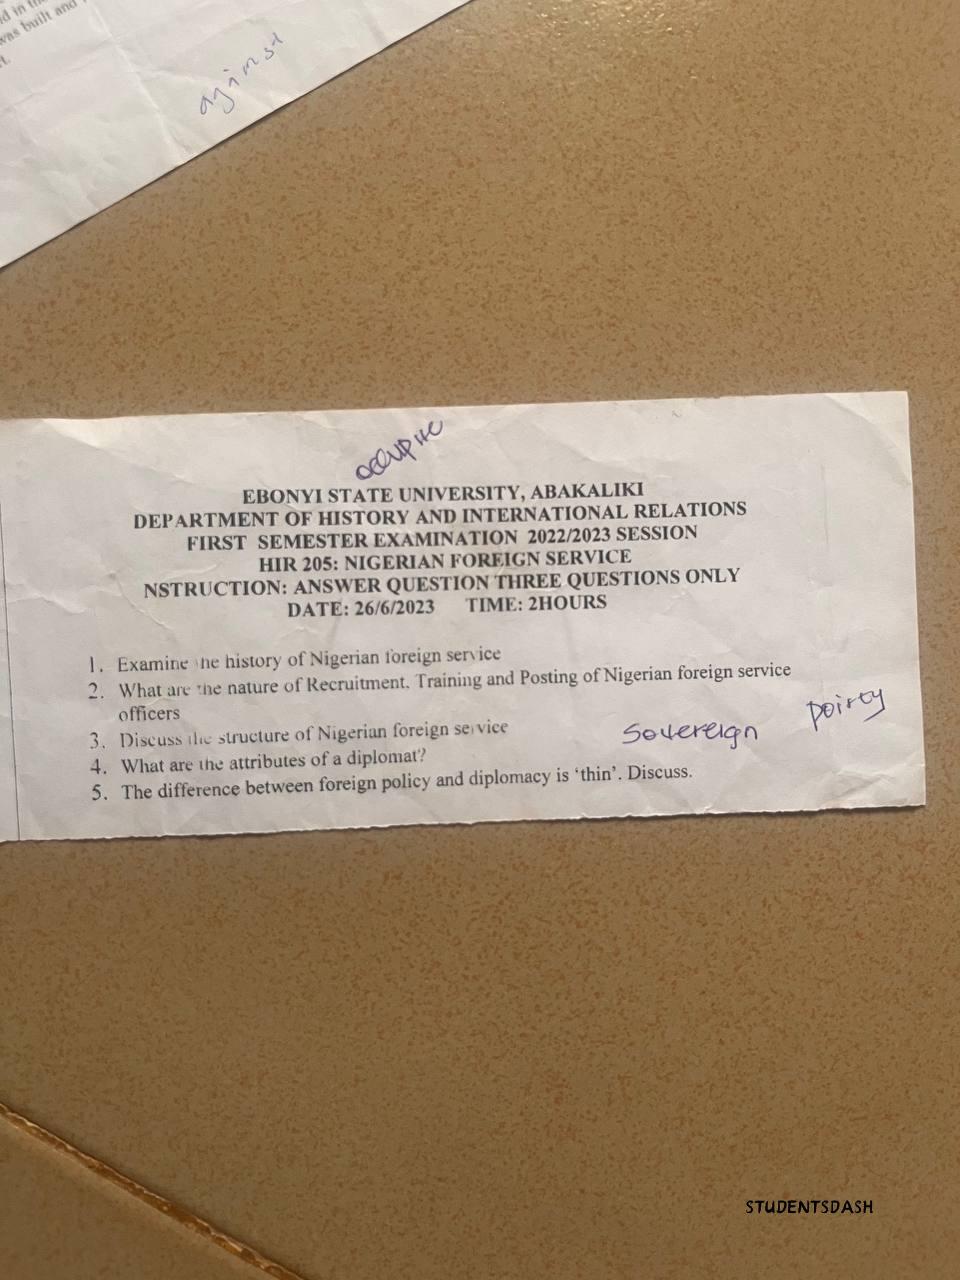 was built and
against
EBONYI STATE UNIVERSITY, ABAKALIKI
DEPARTMENT OF HISTORY AND INTERNATIONAL RELATIONS
FIRST SEMESTER EXAMINATION 2022/2023 SESSION
HIR 205: NIGERIAN FOREIGN SERVICE
NSTRUCTION: ANSWER QUESTION THREE QUESTIONS ONLY
DATE: 26/6/2023 TIME: 2HOURS
1. Examine the history of Nigerian foreign service
2. What are the nature of Recruitment, Training and Posting of Nigerian foreign service
officers
3. Discuss the structure of Nigerian foreign service
Sovereign
4. What are the attributes of a diplomat?
5. The difference between foreign policy and diplomacy is 'thin'. Discuss.
STUDENTSDASH